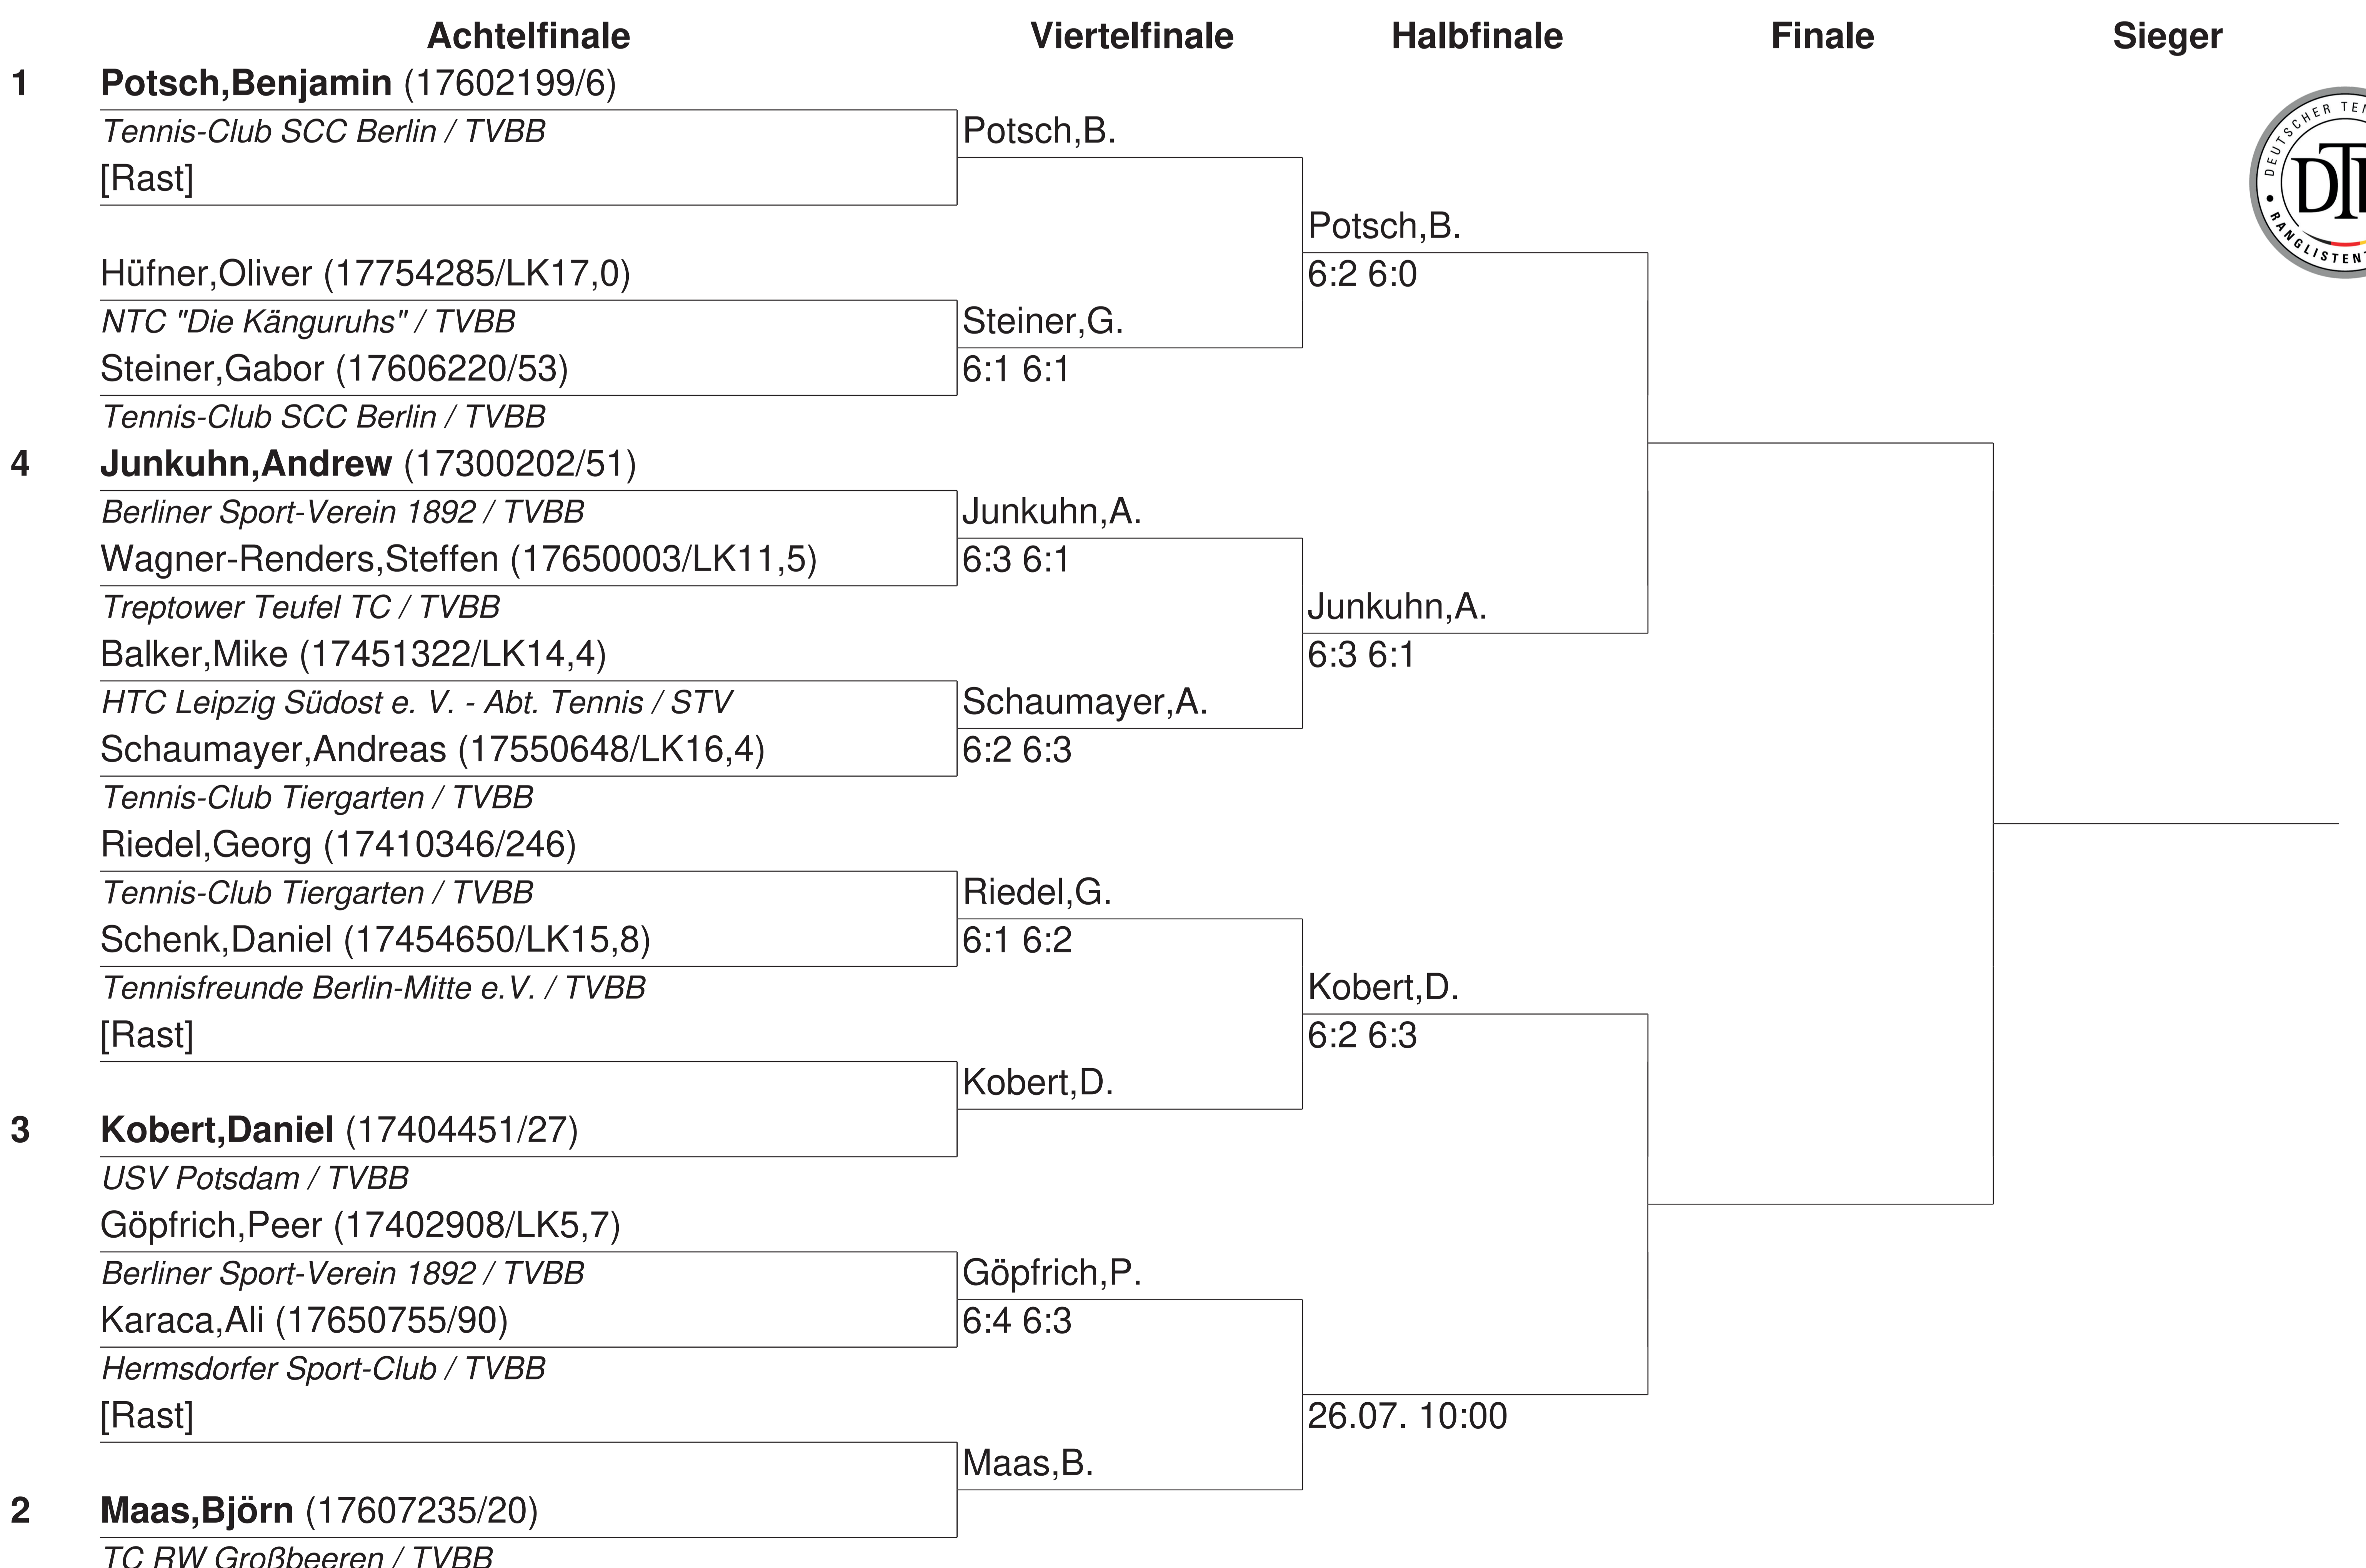 Achtelfinale Viertelfinale Halbfinale Finale Sieger
1 Potsch,Benjamin (17602199/6)
Tennis-Club SCC Berlin / TVBB
Potsch,B.
[Rast]
Potsch,B.
6:2 6:0
Hüfner,Oliver (17754285/LK17,0)
NTC "Die Känguruhs" / TVBB
Steiner,G.
Steiner,Gabor (17606220/53)
6:1 6:1
Tennis-Club SCC Berlin / TVBB
4 Junkuhn,Andrew (17300202/51)
Berliner Sport-Verein 1892 / TVBB
Junkuhn,A.
Wagner-Renders,Steffen (17650003/LK11,5)
6:3 6:1
Treptower Teufel TC / TVBB
Junkuhn,A.
Balker,Mike (17451322/LK14,4)
6:3 6:1
HTC Leipzig Südost e. V. - Abt. Tennis / STV
Schaumayer,A.
Schaumayer,Andreas (17550648/LK16,4)
6:2 6:3
Tennis-Club Tiergarten / TVBB
Riedel,Georg (17410346/246)
Tennis-Club Tiergarten / TVBB
Riedel,G.
Schenk,Daniel (17454650/LK15,8)
6:1 6:2
Tennisfreunde Berlin-Mitte e.V. / TVBB
Kobert,D.
[Rast]
6:2 6:3
Kobert,D.
3 Kobert,Daniel (17404451/27)
USV Potsdam / TVBB
Göpfrich,Peer (17402908/LK5,7)
Berliner Sport-Verein 1892 / TVBB
Göpfrich,P.
Karaca,Ali (17650755/90)
6:4 6:3
Hermsdorfer Sport-Club / TVBB
[Rast]
26.07. 10:00
Maas,B.
2 Maas,Björn (17607235/20)
TC RW Großbeeren / TVBB
DEUTSCHER